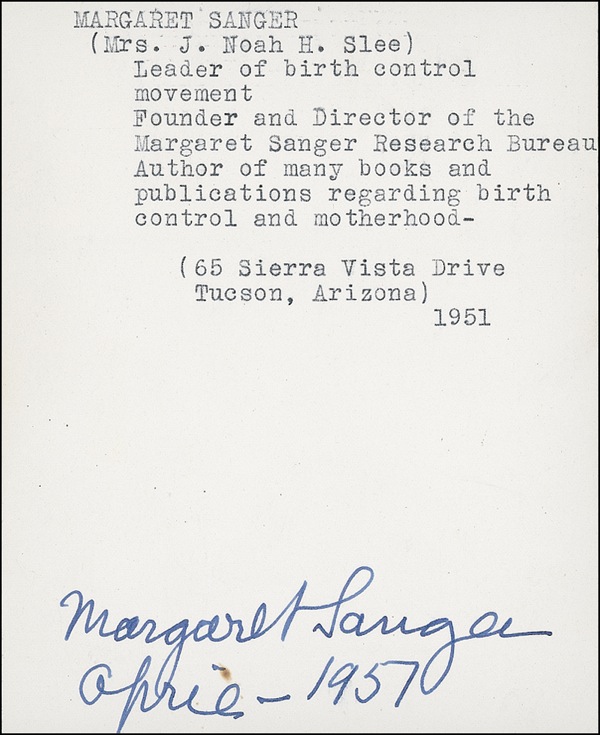 MARGARET SANGER
(Mrs. J. Noah H. Slee)
Leader of birth control
movement
Founder and Director of the
Margaret Sanger Research Bureau
Author of many books and
publications regarding birth
control and motherhood-
(65 Sierra Vista Drive
Tucson, Arizona)
1951
Margaret Sanger
April - 1957